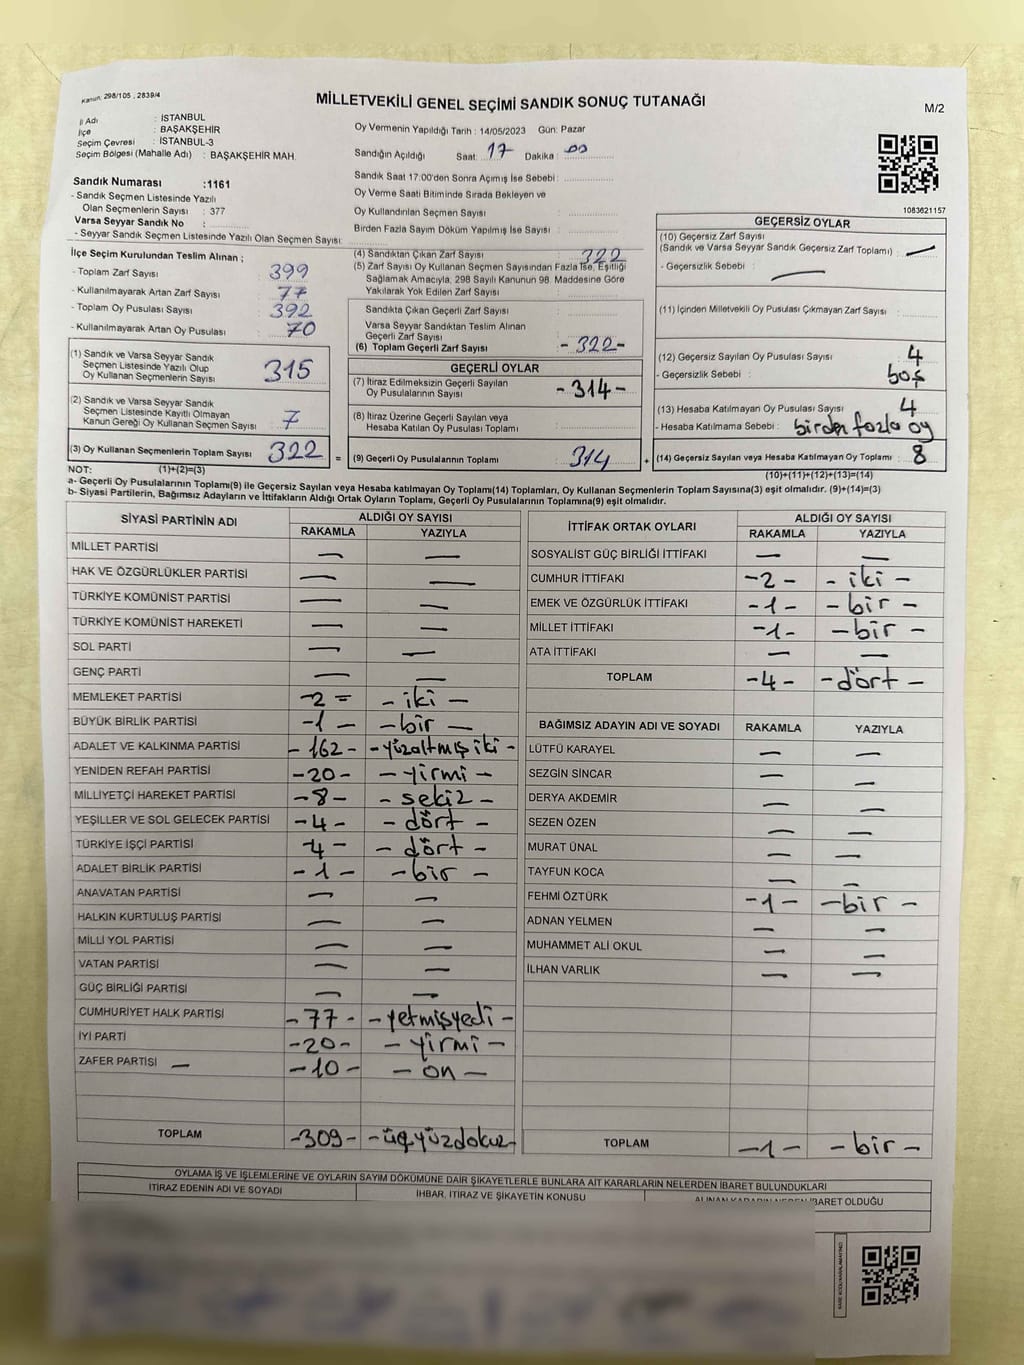 Kanun: 298/105 , 2839/4
MİLLETVEKİLİ GENEL SEÇİMİ SANDIK SONUÇ TUTANAĞI
M/2
İl Adı : İSTANBUL
İlçe : BAŞAKŞEHİR
Seçim Çevresi : İSTANBUL-3
Seçim Bölgesi (Mahalle Adı) : BAŞAKŞEHİR MAH.
Oy Vermenin Yapıldığı Tarih : 14/05/2023 Gün: Pazar
Sandığın Açıldığı Saat: 17 Dakika : 00
Sandık Saat 17:00'den Sonra Açımış İse Sebebi :
Oy Verme Saati Bitiminde Sırada Bekleyen ve
Oy Kullandırılan Seçmen Sayısı
Birden Fazla Sayım Döküm Yapılmış İse Sayısı :
1083621157
Sandık Numarası :1161
- Sandık Seçmen Listesinde Yazılı
Olan Seçmenlerin Sayısı : 377
Varsa Seyyar Sandık No :
- Seyyar Sandık Seçmen Listesinde Yazılı Olan Seçmen Sayısı:
İlçe Seçim Kurulundan Teslim Alınan ;
- Toplam Zarf Sayısı : 399
- Kullanılmayarak Artan Zarf Sayısı : 77
- Toplam Oy Pusulası Sayısı : 392
- Kullanılmayarak Artan Oy Pusulası : 70
(1) Sandık ve Varsa Seyyar Sandık
Seçmen Listesinde Yazılı Olup
Oy Kullanan Seçmenlerin Sayısı 315
(2) Sandık ve Varsa Seyyar Sandık
Seçmen Listesinde Kayıtlı Olmayan
Kanun Gereği Oy Kullanan Seçmen Sayısı : 7
(3) Oy Kullanan Seçmenlerin Toplam Sayısı 322 =
(4) Sandıktan Çıkan Zarf Sayısı : 322
(5) Zarf Sayısı Oy Kullanan Seçmen Sayısından Fazla İse, Eşitliği
Sağlamak Amacıyla, 298 Sayılı Kanunun 98. Maddesine Göre
Yakılarak Yok Edilen Zarf Sayısı :
Sandıkta Çıkan Geçerli Zarf Sayısı :
Varsa Seyyar Sandıktan Teslim Alınan
Geçerli Zarf Sayısı
(6) Toplam Geçerli Zarf Sayısı : - 322 -
GEÇERLİ OYLAR
(7) İtiraz Edilmeksizin Geçerli Sayılan
Oy Pusulalarının Sayısı - 314 -
(8) İtiraz Üzerine Geçerli Sayılan veya
Hesaba Katılan Oy Pusulası Toplamı :
(9) Geçerli Oy Pusulalarının Toplamı : 314 +
GEÇERSİZ OYLAR
(10) Geçersiz Zarf Sayısı
(Sandık ve Varsa Seyyar Sandık Geçersiz Zarf Toplamı) : —
- Geçersizlik Sebebi : —
(11) İçinden Milletvekili Oy Pusulası Çıkmayan Zarf Sayısı :
(12) Geçersiz Sayılan Oy Pusulası Sayısı : 4
- Geçersizlik Sebebi : boş
(13) Hesaba Katılmayan Oy Pusulası Sayısı : 4
- Hesaba Katılmama Sebebi : birden fazla oy
(14) Geçersiz Sayılan veya Hesaba Katılmayan Oy Toplamı : 8
NOT: (1)+(2)=(3)
(10)+(11)+(12)+(13)=(14)
a- Geçerli Oy Pusulalarının Toplamı(9) ile Geçersiz Sayılan veya Hesaba katılmayan Oy Toplamı(14) Toplamları, Oy Kullanan Seçmenlerin Toplam Sayısına(3) eşit olmalıdır. (9)+(14)=(3)
b- Siyasi Partilerin, Bağımsız Adayların ve İttifakların Aldığı Ortak Oyların Toplamı, Geçerli Oy Pusulalarının Toplamına(9) eşit olmalıdır.
SİYASİ PARTİNİN ADI ALDIĞI OY SAYISI
RAKAMLA YAZIYLA
MİLLET PARTİSİ — —
HAK VE ÖZGÜRLÜKLER PARTİSİ — —
TÜRKİYE KOMÜNİST PARTİSİ — —
TÜRKİYE KOMÜNİST HAREKETİ — —
SOL PARTİ — —
GENÇ PARTİ — —
MEMLEKET PARTİSİ - 2 = - iki -
BÜYÜK BİRLİK PARTİSİ - 1 - - bir -
ADALET VE KALKINMA PARTİSİ - 162 - - yüzaltmış iki -
YENİDEN REFAH PARTİSİ - 20 - - yirmi -
MİLLİYETÇİ HAREKET PARTİSİ - 8 - - sekiz -
YEŞİLLER VE SOL GELECEK PARTİSİ - 4 - - dört -
TÜRKİYE İŞÇİ PARTİSİ - 4 - - dört -
ADALET BİRLİK PARTİSİ - 1 - - bir -
ANAVATAN PARTİSİ — —
HALKIN KURTULUŞ PARTİSİ — —
MİLLİ YOL PARTİSİ — —
VATAN PARTİSİ — —
GÜÇ BİRLİĞİ PARTİSİ — —
CUMHURİYET HALK PARTİSİ - 77 - - yetmişyedi -
İYİ PARTİ - 20 - - yirmi -
ZAFER PARTİSİ — - 10 - - on -
TOPLAM - 309 - - üçyüzdokuz -
İTTİFAK ORTAK OYLARI ALDIĞI OY SAYISI
RAKAMLA YAZIYLA
SOSYALİST GÜÇ BİRLİĞİ İTTİFAKI — —
CUMHUR İTTİFAKI - 2 - - iki -
EMEK VE ÖZGÜRLÜK İTTİFAKI - 1 - - bir -
MİLLET İTTİFAKI - 1 - - bir -
ATA İTTİFAKI — —
TOPLAM - 4 - - dört -
BAĞIMSIZ ADAYIN ADI VE SOYADI RAKAMLA YAZIYLA
LÜTFÜ KARAYEL — —
SEZGİN SİNCAR — —
DERYA AKDEMİR — —
SEZEN ÖZEN — —
MURAT ÜNAL — —
TAYFUN KOCA — —
FEHMİ ÖZTÜRK - 1 - - bir -
ADNAN YELMEN — —
MUHAMMET ALİ OKUL — —
İLHAN VARLIK — —
TOPLAM - 1 - - bir -
OYLAMA İŞ VE İŞLEMLERİNE VE OYLARIN SAYIM DÖKÜMÜNE DAİR ŞİKAYETLERLE BUNLARA AİT KARARLARIN NELERDEN İBARET BULUNDUKLARI
İTİRAZ EDENİN ADI VE SOYADI İHBAR, İTİRAZ VE ŞİKAYETİN KONUSU ALINAN KARARIN NEDEN İBARET OLDUĞU